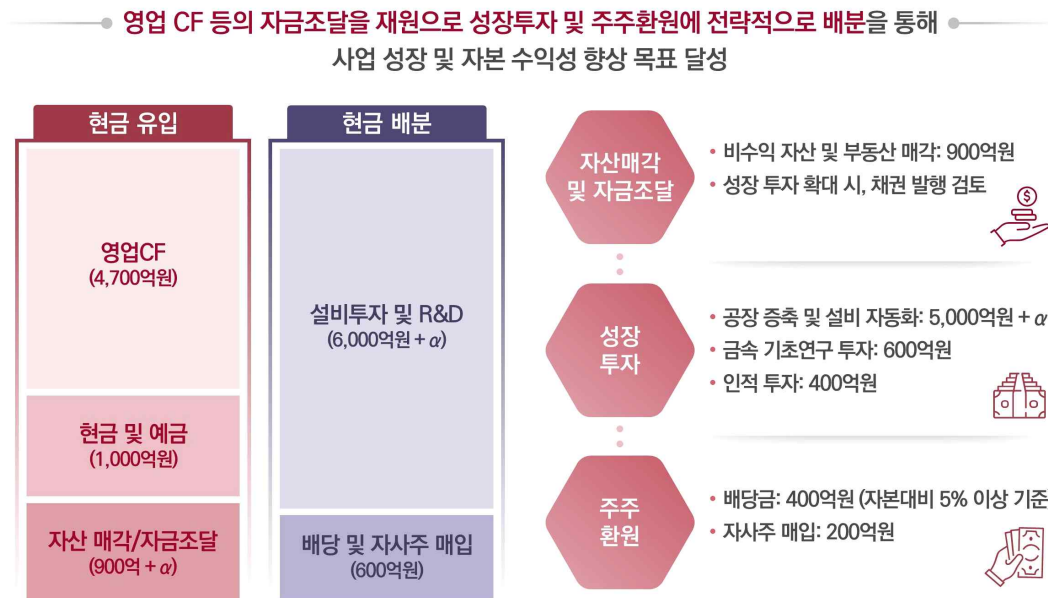 영업 CF 등의 자금조달을 재원으로 성장투자 및 주주환원에 전략적으로 배분을 통해
사업 성장 및 자본 수익성 향상 목표 달성
현금 유입
영업CF
(4,700억원)
현금 및 예금
(1,000억원)
자산 매각/자금조달
(900억 + α)
현금 배분
설비투자 및 R&D
(6,000억원 + α)
배당 및 자사주 매입
(600억원)
자산매각
및 자금조달
• 비수익 자산 및 부동산 매각: 900억원
• 성장 투자 확대 시, 채권 발행 검토
성장
투자
• 공장 증축 및 설비 자동화: 5,000억원 + α
• 금속 기초연구 투자: 600억원
• 인적 투자: 400억원
주주
환원
• 배당금: 400억원 (자본대비 5% 이상 기준
• 자사주 매입: 200억원